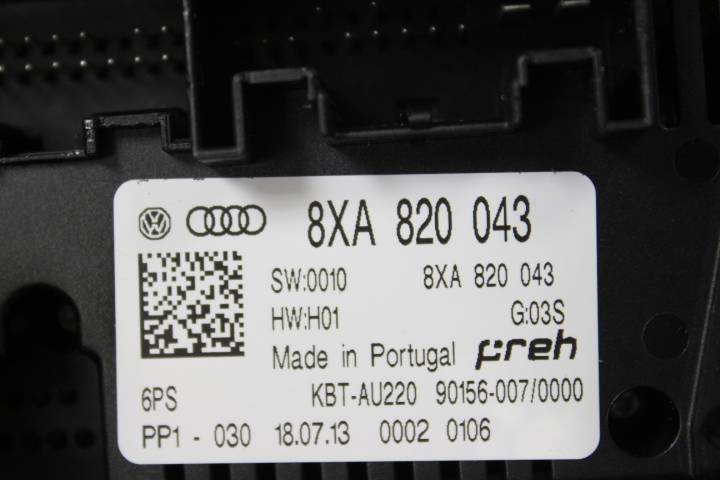 8XA 820 043
SW:0010 8XA 820 043
HW:H01 G:03S
Made in Portugal preh
6PS KBT-AU220 90156-007/0000
PP1 - 030 18.07.13 0002 0106